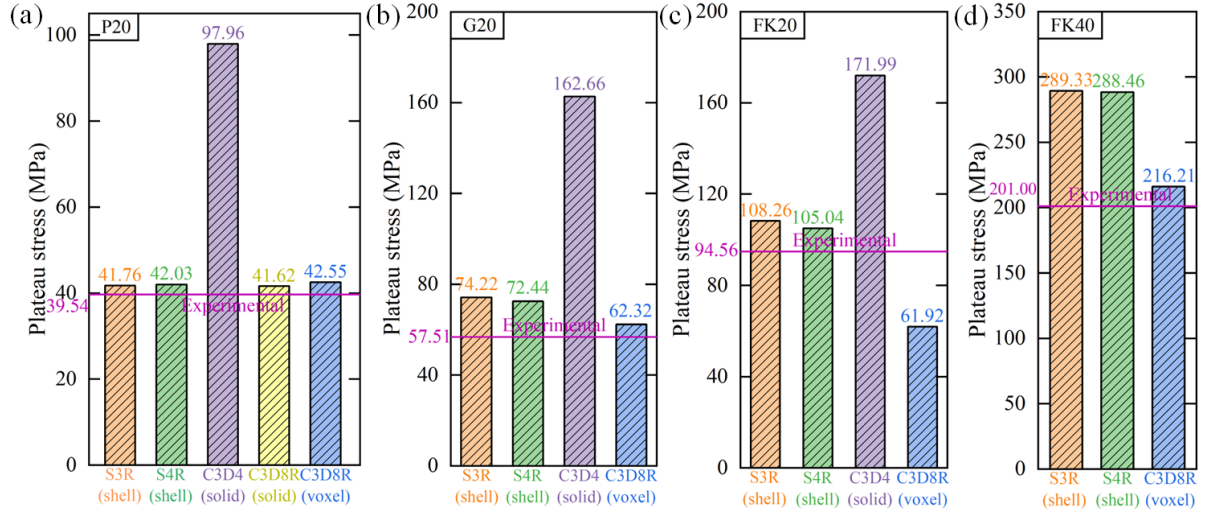 (a)
P20
Plateau stress (MPa)
100
80
60
40
20
0
97.96
41.76
42.03
41.62
42.55
39.54
Experimental
S3R
(shell)
S4R
(shell)
C3D4
(solid)
C3D8R
(solid)
C3D8R
(voxel)
(b)
G20
Plateau stress (MPa)
200
160
120
80
40
0
162.66
74.22
72.44
62.32
57.51
Experimental
S3R
(shell)
S4R
(shell)
C3D4
(solid)
C3D8R
(voxel)
(c)
FK20
Plateau stress (MPa)
200
160
120
80
40
0
171.99
108.26
105.04
94.56
Experimental
61.92
S3R
(shell)
S4R
(shell)
C3D4
(solid)
C3D8R
(voxel)
(d)
FK40
Plateau stress (MPa)
350
300
250
200
150
100
50
0
289.33
288.46
216.21
201.00
Experimental
S3R
(shell)
S4R
(shell)
C3D8R
(voxel)